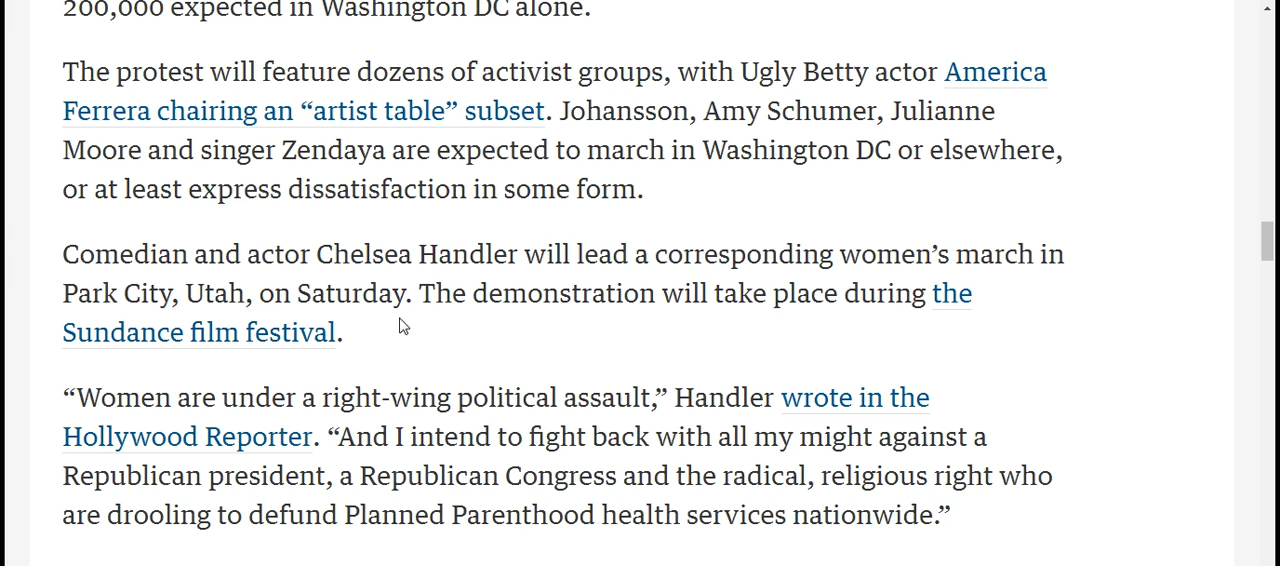 200,000 expected in Washington DC alone.
The protest will feature dozens of activist groups, with Ugly Betty actor America
Ferrera chairing an “artist table” subset. Johansson, Amy Schumer, Julianne
Moore and singer Zendaya are expected to march in Washington DC or elsewhere,
or at least express dissatisfaction in some form.
Comedian and actor Chelsea Handler will lead a corresponding women’s march in
Park City, Utah, on Saturday. The demonstration will take place during the
Sundance film festival.
“Women are under a right-wing political assault,” Handler wrote in the
Hollywood Reporter. “And I intend to fight back with all my might against a
Republican president, a Republican Congress and the radical, religious right who
are drooling to defund Planned Parenthood health services nationwide.”